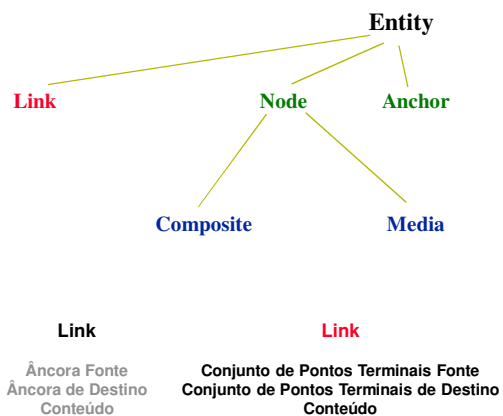 Entity
Link Node Anchor
Composite Media
Link Link
Âncora Fonte Conjunto de Pontos Terminais Fonte
Âncora de Destino Conjunto de Pontos Terminais de Destino
Conteúdo Conteúdo